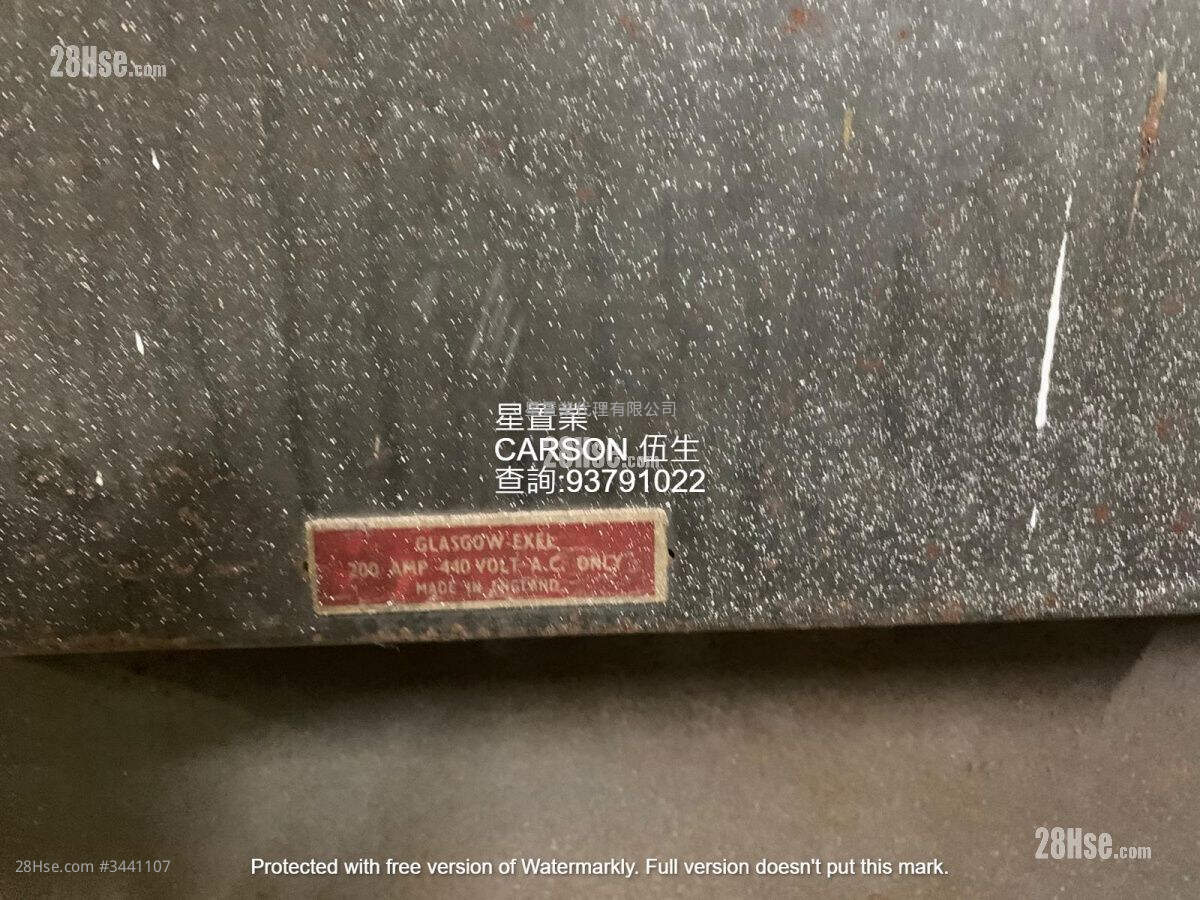 28Hse.com
星置業
CARSON 伍生
28Hse.com
查詢:93791022
GLASGOW EXEL
200 AMP 440 VOLT A.C. ONLY
MADE IN ENGLAND
28Hse.com
28Hse.com #3441107
Protected with free version of Watermarkly. Full version doesn't put this mark.